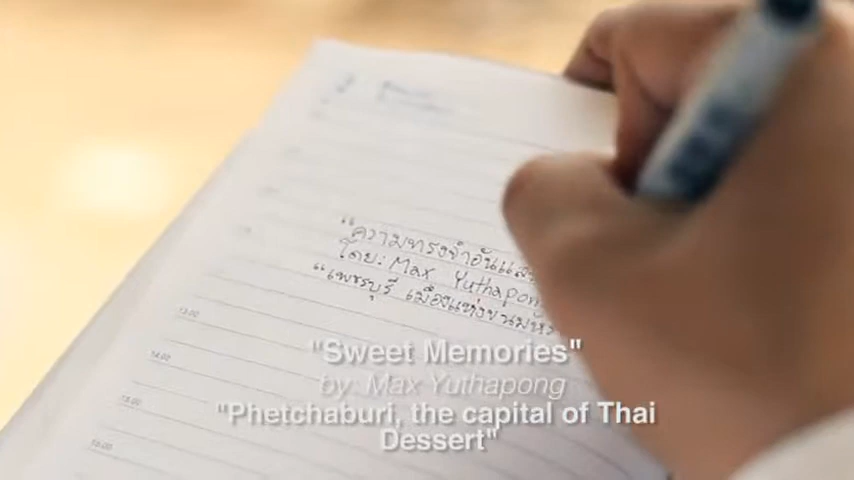 "ความทรงจำอัน
โดย: Max Yuthapong
"เพชรบุรี เมืองแห่งขนมหวาน
13.00
14.00
15.00
16.00
"Sweet Memories"
by: Max Yuthapong
"Phetchaburi, the capital of Thai
Dessert"